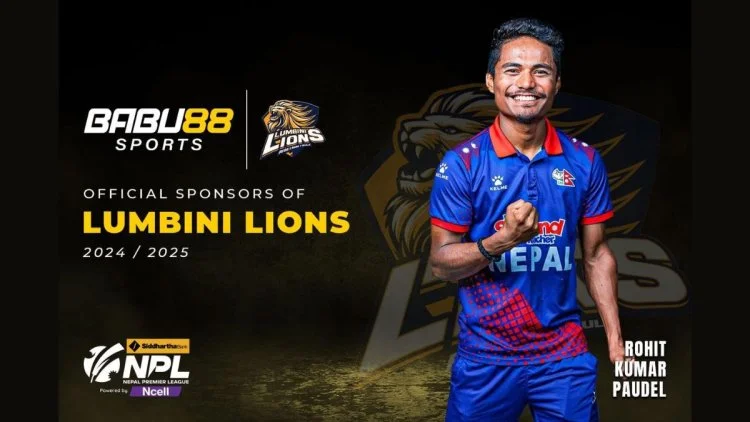 BABU88
SPORTS
LUMBINI
LIONS
OFFICIAL SPONSORS OF
LUMBINI LIONS
2024 / 2025
KELME
NEPAL
Siddhartha Bank
NPL
NEPAL PREMIER LEAGUE
Powered by Ncell
ROHIT
KUMAR
PAUDEL